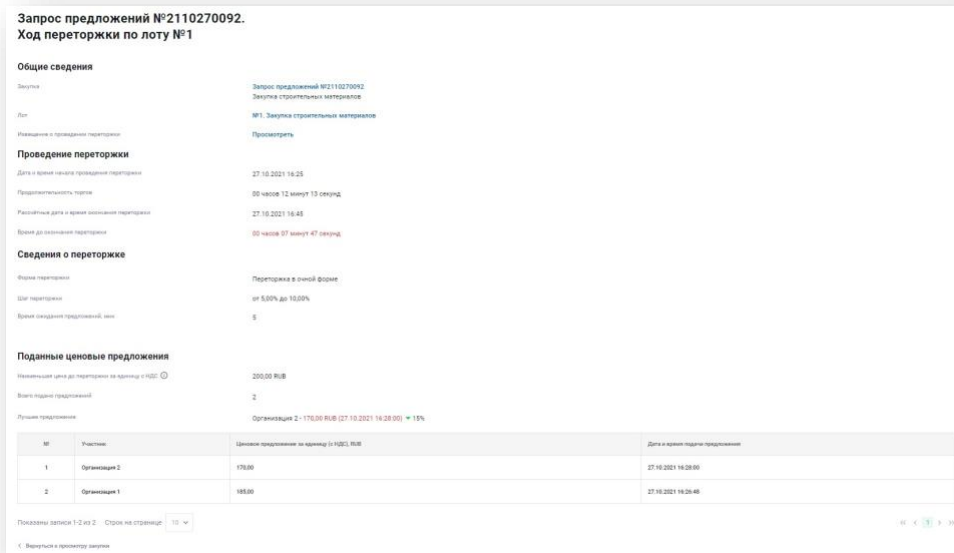 Запрос предложений №2110270092.
Ход переторжки по лоту №1
Общие сведения
Закупка
Запрос предложений №2110270092
Закупка строительных материалов
Лот
№1. Закупка строительных материалов
Извещение о проведении переторжки
Просмотреть
Проведение переторжки
Дата и время начала проведения переторжки
27.10.2021 16:25
Продолжительность торгов
00 часов 12 минут 13 секунд
Рассчётные дата и время окончания переторжки
27.10.2021 16:45
Время до окончания переторжки
00 часов 07 минут 47 секунд
Сведения о переторжке
Форма переторжки
Переторжка в очной форме
Шаг переторжки
от 5,00% до 10,00%
Время ожидания предложений, мин.
5
Поданные ценовые предложения
Наименьшая цена до переторжки за единицу с НДС
200,00 RUB
Всего подано предложений
2
Лучшее предложение
Организация 2 - 170,00 RUB (27.10.2021 16:28:00) ▼ 15%
№ Участник Ценовое предложение за единицу (с НДС), RUB Дата и время подачи предложения
1 Организация 2 170,00 27.10.2021 16:28:00
2 Организация 1 185,00 27.10.2021 16:26:48
Показаны записи 1-2 из 2 Строк на странице 10 « < 1 > »
< Вернуться к просмотру закупки